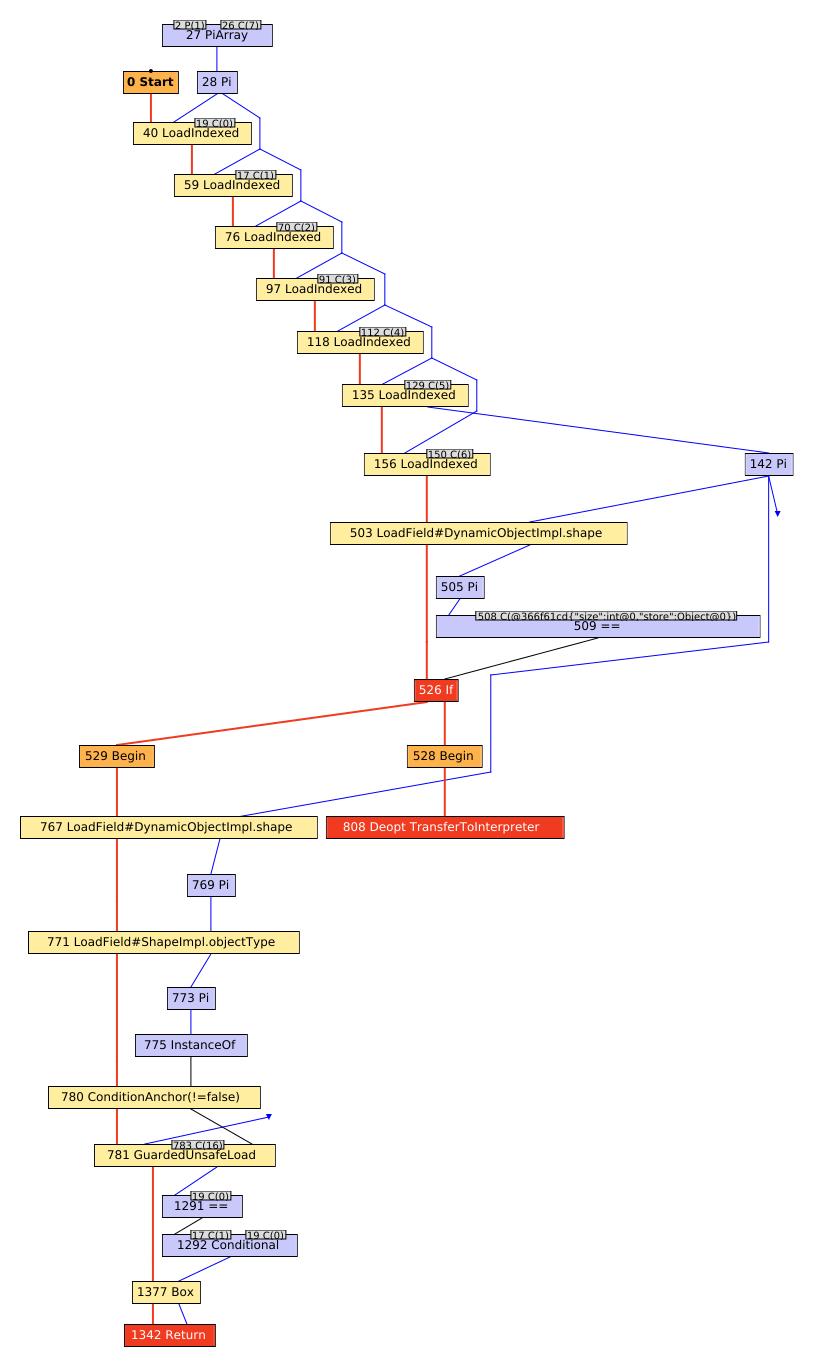 2 P(1) 26 C(7)
27 PiArray
0 Start
28 Pi
19 C(0)
40 LoadIndexed
17 C(1)
59 LoadIndexed
70 C(2)
76 LoadIndexed
91 C(3)
97 LoadIndexed
112 C(4)
118 LoadIndexed
129 C(5)
135 LoadIndexed
150 C(6)
156 LoadIndexed
142 Pi
503 LoadField#DynamicObjectImpl.shape
505 Pi
508 C(@366f61cd{"size":int@0,"store":Object@0})
509 ==
526 If
529 Begin
528 Begin
767 LoadField#DynamicObjectImpl.shape
808 Deopt TransferToInterpreter
769 Pi
771 LoadField#ShapeImpl.objectType
773 Pi
775 InstanceOf
780 ConditionAnchor(!=false)
783 C(16)
781 GuardedUnsafeLoad
19 C(0)
1291 ==
17 C(1) 19 C(0)
1292 Conditional
1377 Box
1342 Return